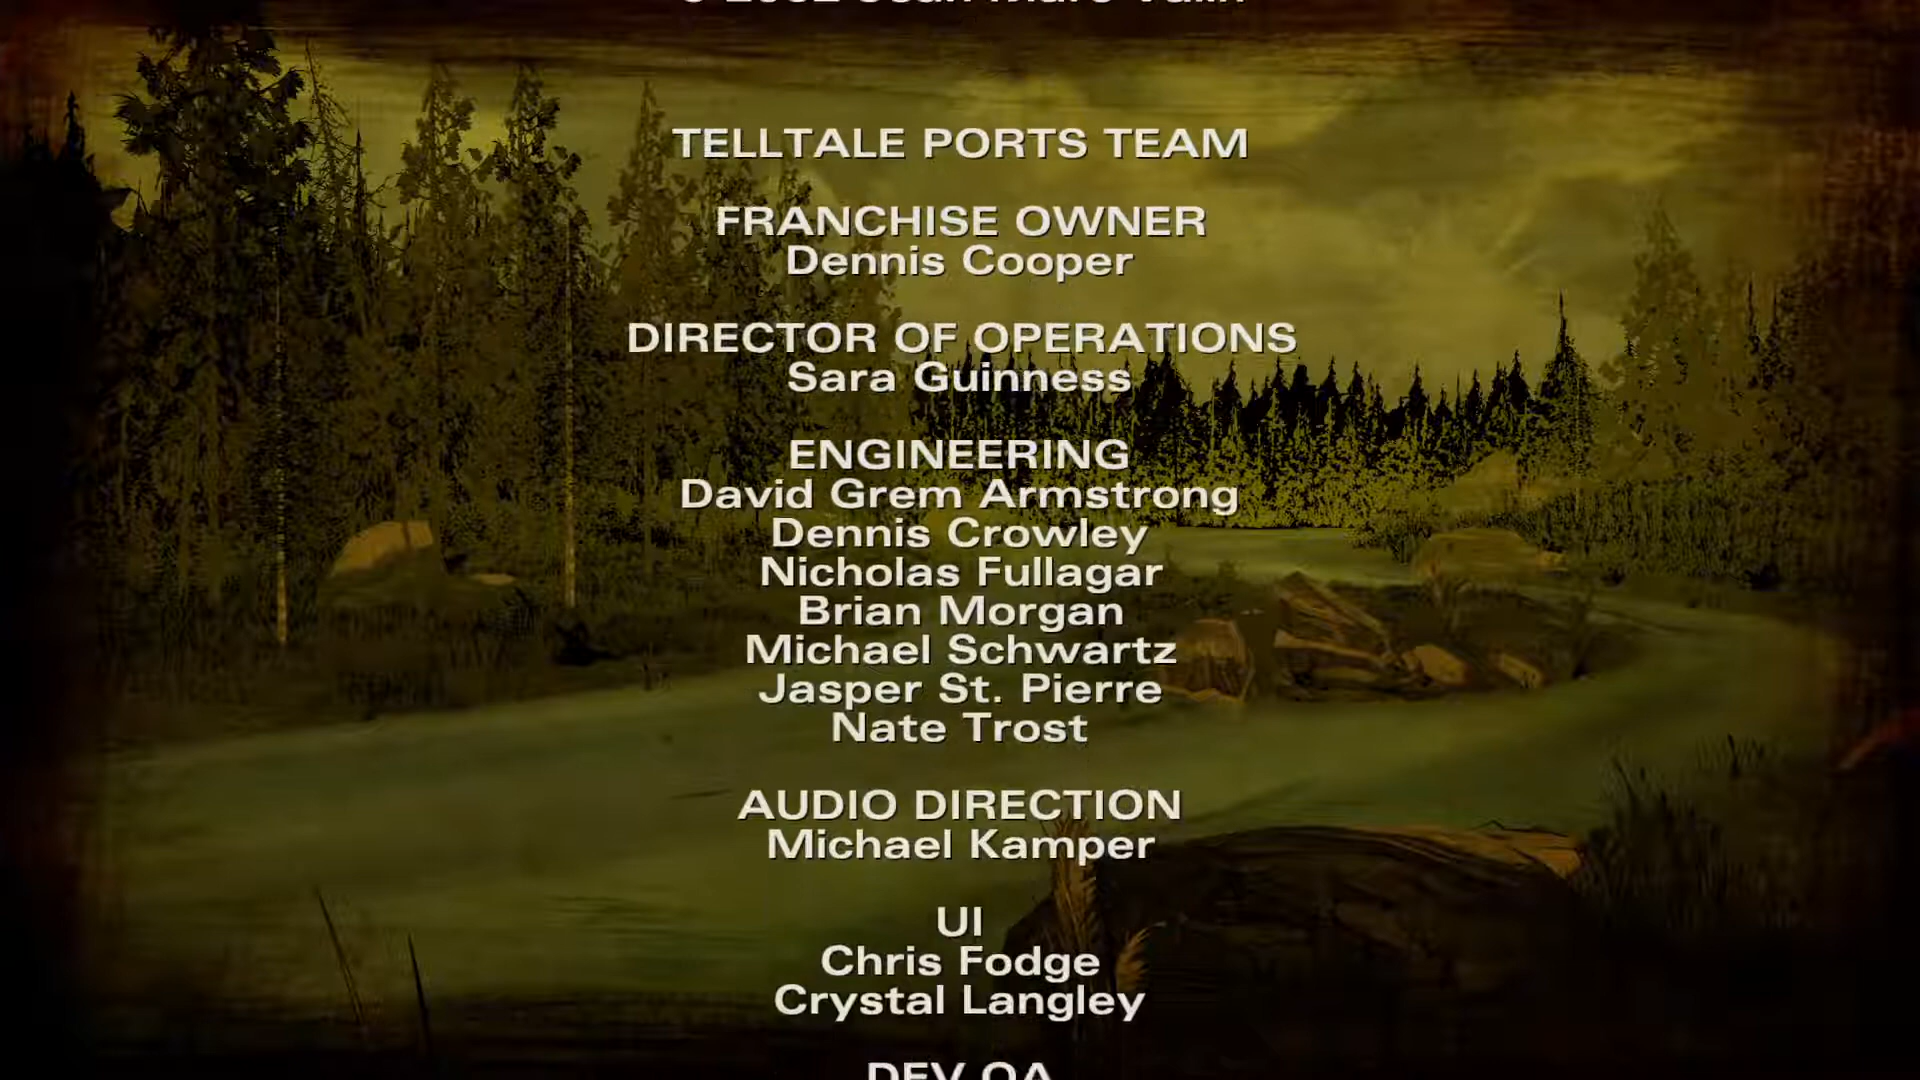 TELLTALE PORTS TEAM
FRANCHISE OWNER
Dennis Cooper
DIRECTOR OF OPERATIONS
Sara Guinness
ENGINEERING
David Grem Armstrong
Dennis Crowley
Nicholas Fullagar
Brian Morgan
Michael Schwartz
Jasper St. Pierre
Nate Trost
AUDIO DIRECTION
Michael Kamper
UI
Chris Fodge
Crystal Langley
DEV QA